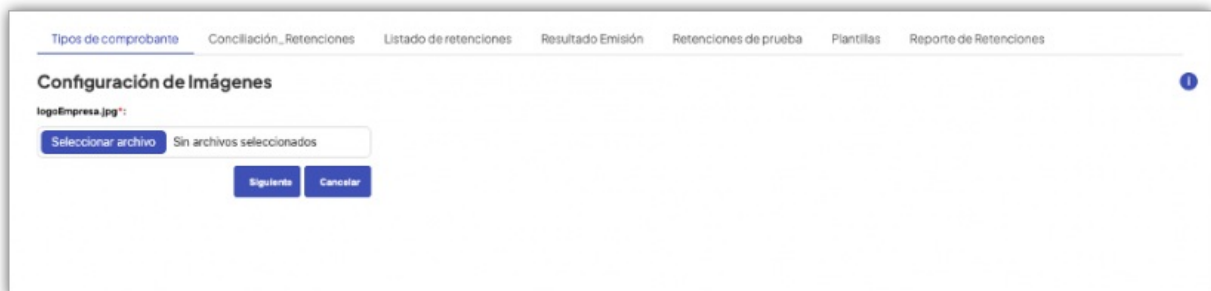 Tipos de comprobante Conciliación_Retenciones Listado de retenciones Resultado Emisión Retenciones de prueba Plantillas Reporte de Retenciones
Configuración de Imágenes
i
logoEmpresa.jpg*:
Seleccionar archivo Sin archivos seleccionados
Siguiente Cancelar